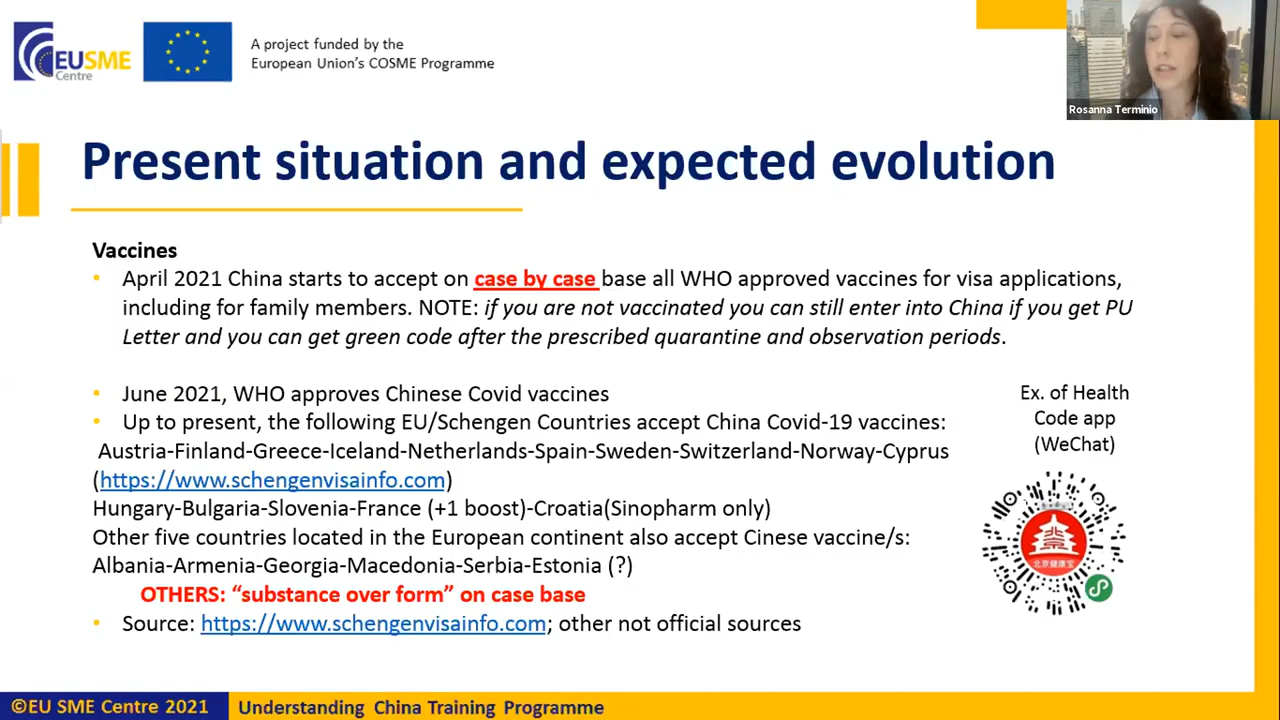 EUSME
Centre
A project funded by the
European Union's COSME Programme
Rosanna Terminio
Present situation and expected evolution
Vaccines
• April 2021 China starts to accept on case by case base all WHO approved vaccines for visa applications,
including for family members. NOTE: if you are not vaccinated you can still enter into China if you get PU
Letter and you can get green code after the prescribed quarantine and observation periods.
• June 2021, WHO approves Chinese Covid vaccines
• Up to present, the following EU/Schengen Countries accept China Covid-19 vaccines:
Austria-Finland-Greece-Iceland-Netherlands-Spain-Sweden-Switzerland-Norway-Cyprus
(https://www.schengenvisainfo.com)
Hungary-Bulgaria-Slovenia-France (+1 boost)-Croatia(Sinopharm only)
Other five countries located in the European continent also accept Cinese vaccine/s:
Albania-Armenia-Georgia-Macedonia-Serbia-Estonia (?)
OTHERS: “substance over form” on case base
• Source: https://www.schengenvisainfo.com; other not official sources
Ex. of Health
Code app
(WeChat)
北京健康宝
©EU SME Centre 2021
Understanding China Training Programme